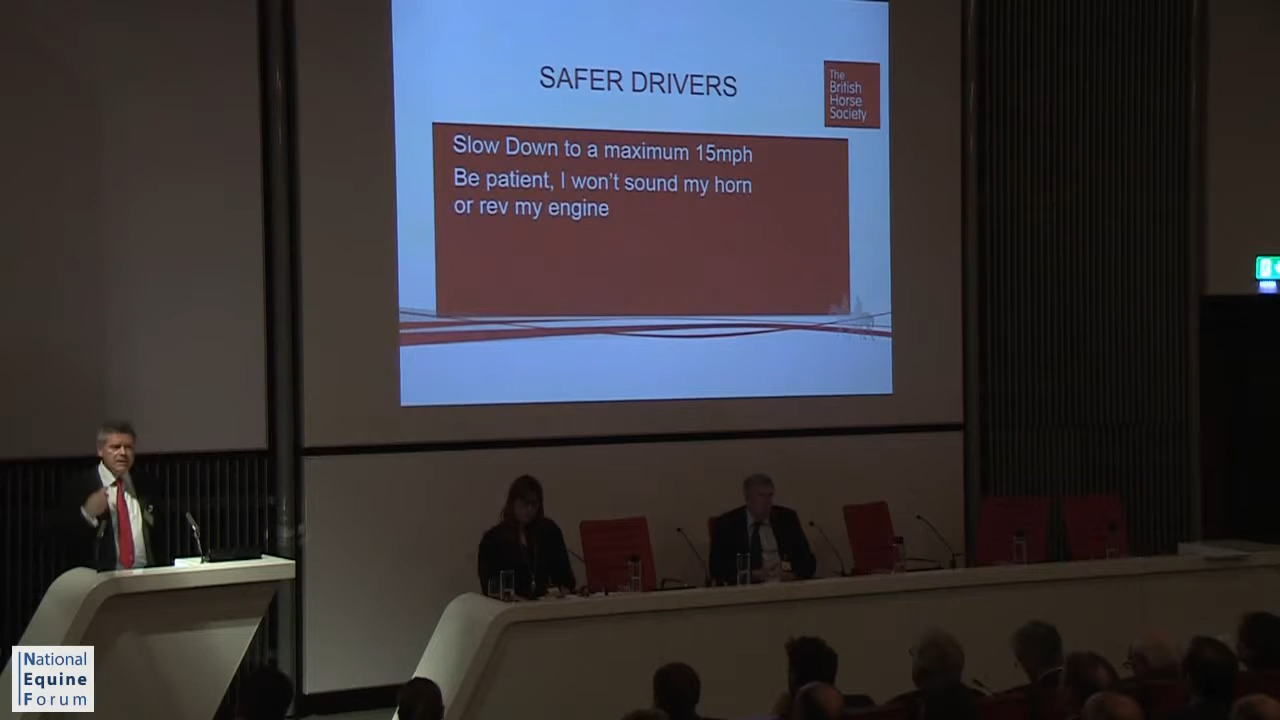 SAFER DRIVERS
The
British
Horse
Society
Slow Down to a maximum 15mph
Be patient, I won't sound my horn
or rev my engine
National
Equine
Forum